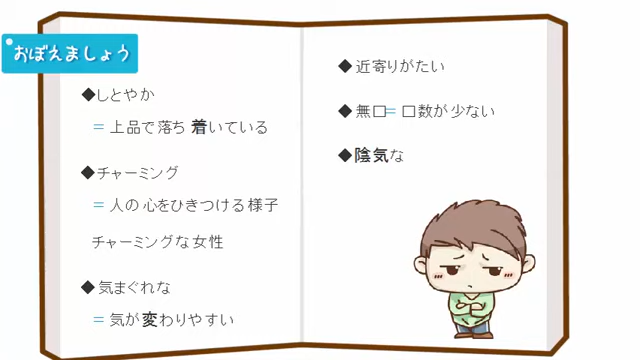 おぼえましょう
◆しとやか
＝上品で落ち着いている
◆チャーミング
＝人の心をひきつける様子
チャーミングな女性
◆気まぐれな
＝気が変わりやすい
◆近寄りがたい
◆無口＝口数が少ない
◆陰気な